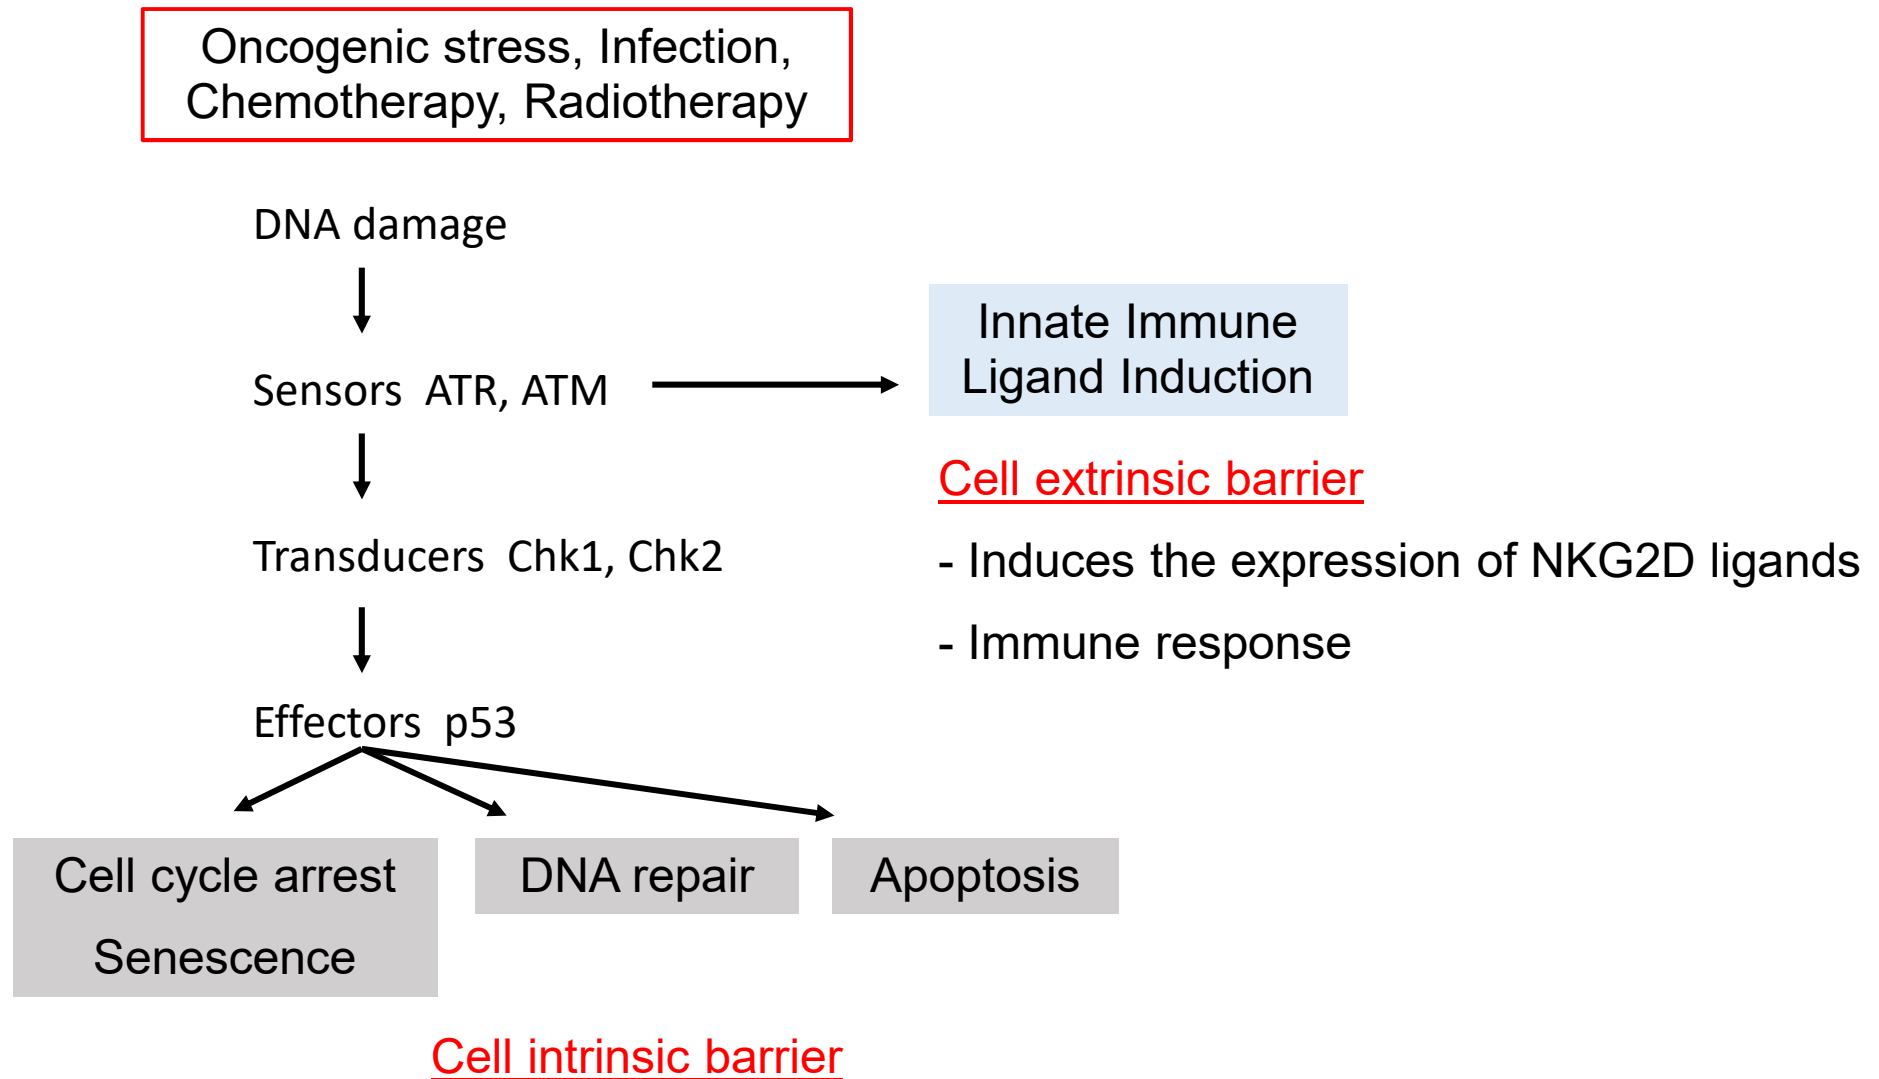 Oncogenic stress, Infection,
Chemotherapy, Radiotherapy
DNA damage
Sensors ATR, ATM
Innate Immune
Ligand Induction
Cell extrinsic barrier
- Induces the expression of NKG2D ligands
- Immune response
Transducers Chk1, Chk2
Effectors p53
Cell cycle arrest
Senescence
DNA repair
Apoptosis
Cell intrinsic barrier